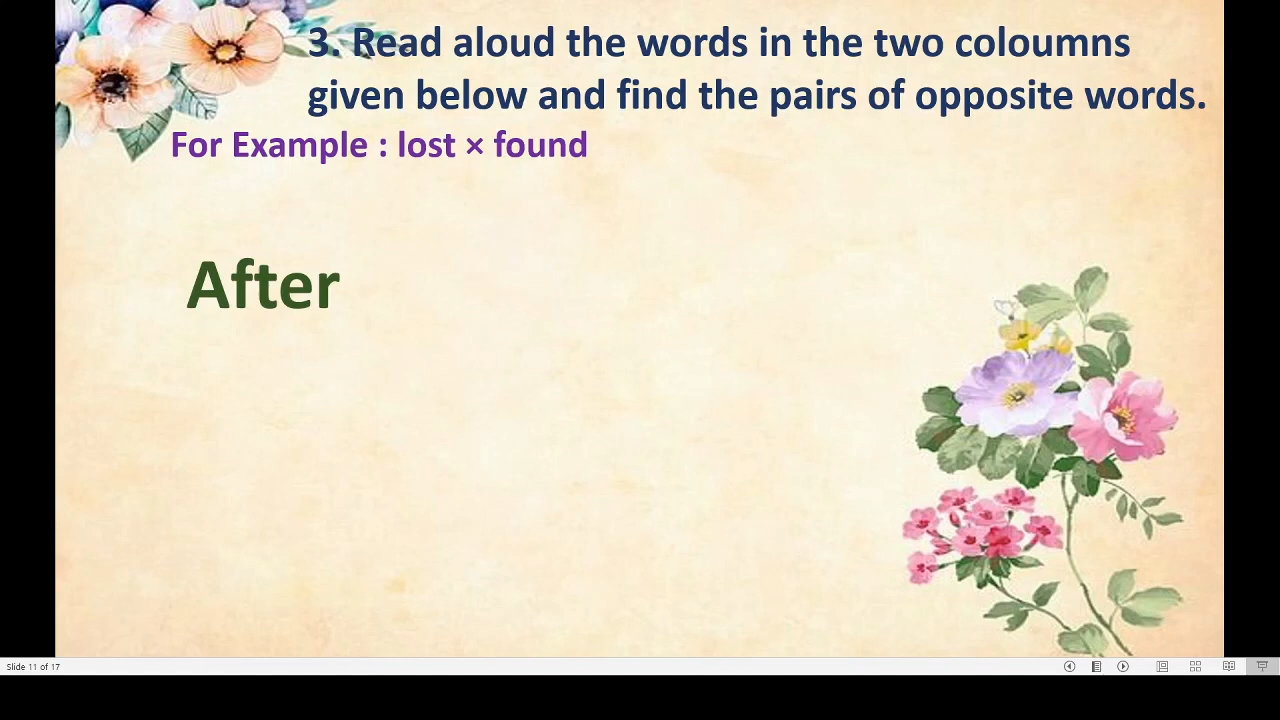 3. Read aloud the words in the two coloumns
given below and find the pairs of opposite words.
For Example : lost × found
After
Slide 11 of 17